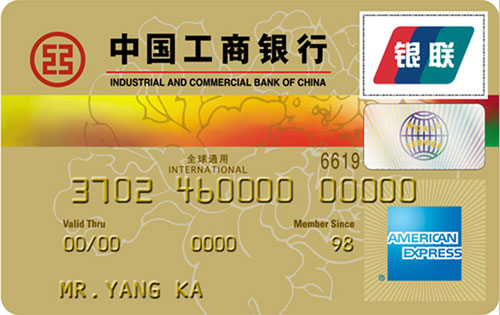 中国工商银行
INDUSTRIAL AND COMMERCIAL BANK OF CHINA
银联
全球通用
INTERNATIONAL
6619
3702 460000 00000
Valid Thru
Member Since
00/00 0000 98
AMERICAN EXPRESS
®
MR.YANG KA